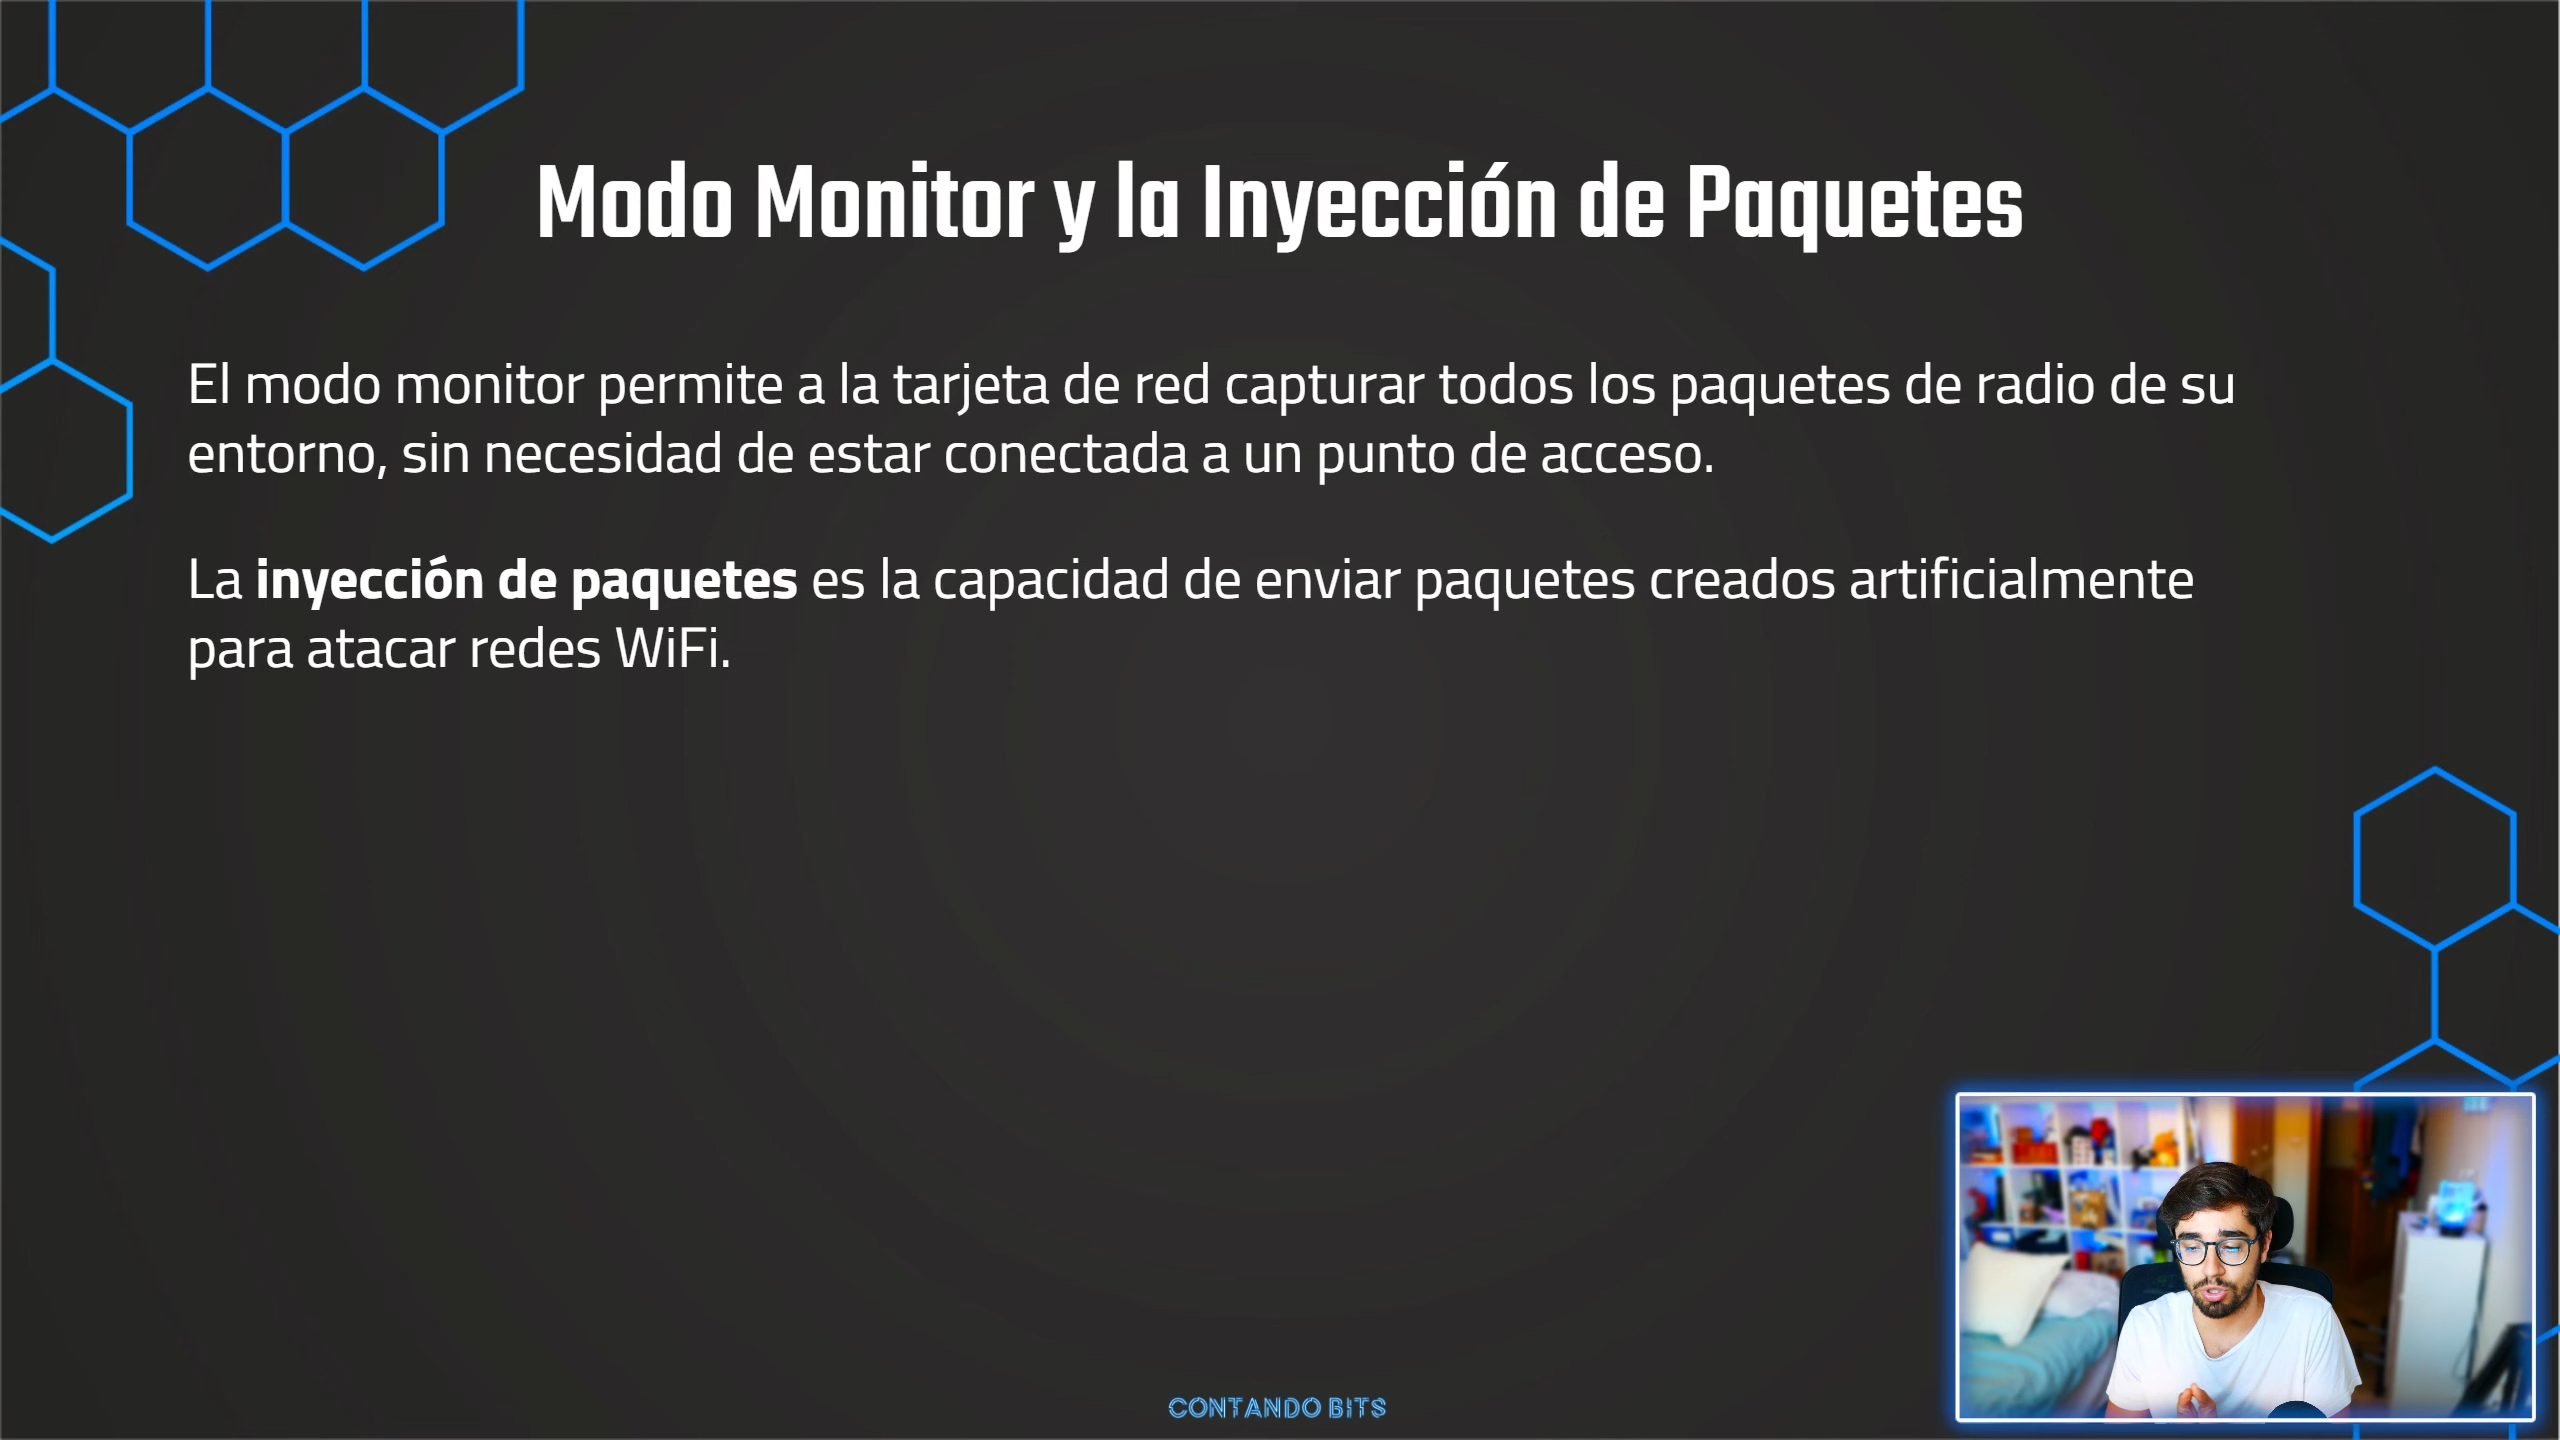 Modo Monitor y la Inyección de Paquetes
El modo monitor permite a la tarjeta de red capturar todos los paquetes de radio de su
entorno, sin necesidad de estar conectada a un punto de acceso.
La inyección de paquetes es la capacidad de enviar paquetes creados artificialmente
para atacar redes WiFi.
CONTANDO BITS